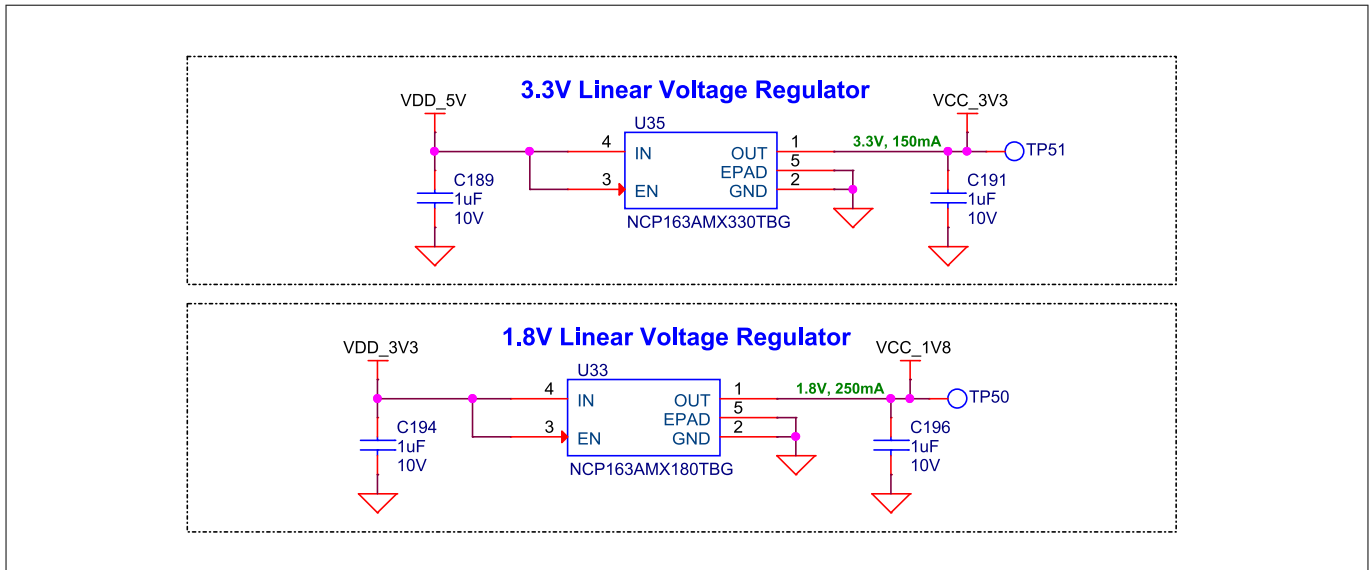 3.3V Linear Voltage Regulator
VDD_5V
VCC_3V3
U35
4
IN
OUT
1
3.3V, 150mA
TP51
EPAD
5
3
EN
GND
2
C189
1uF
10V
C191
1uF
10V
NCP163AMX330TBG
1.8V Linear Voltage Regulator
VDD_3V3
VCC_1V8
U33
4
IN
OUT
1
1.8V, 250mA
TP50
EPAD
5
3
EN
GND
2
C194
1uF
10V
C196
1uF
10V
NCP163AMX180TBG